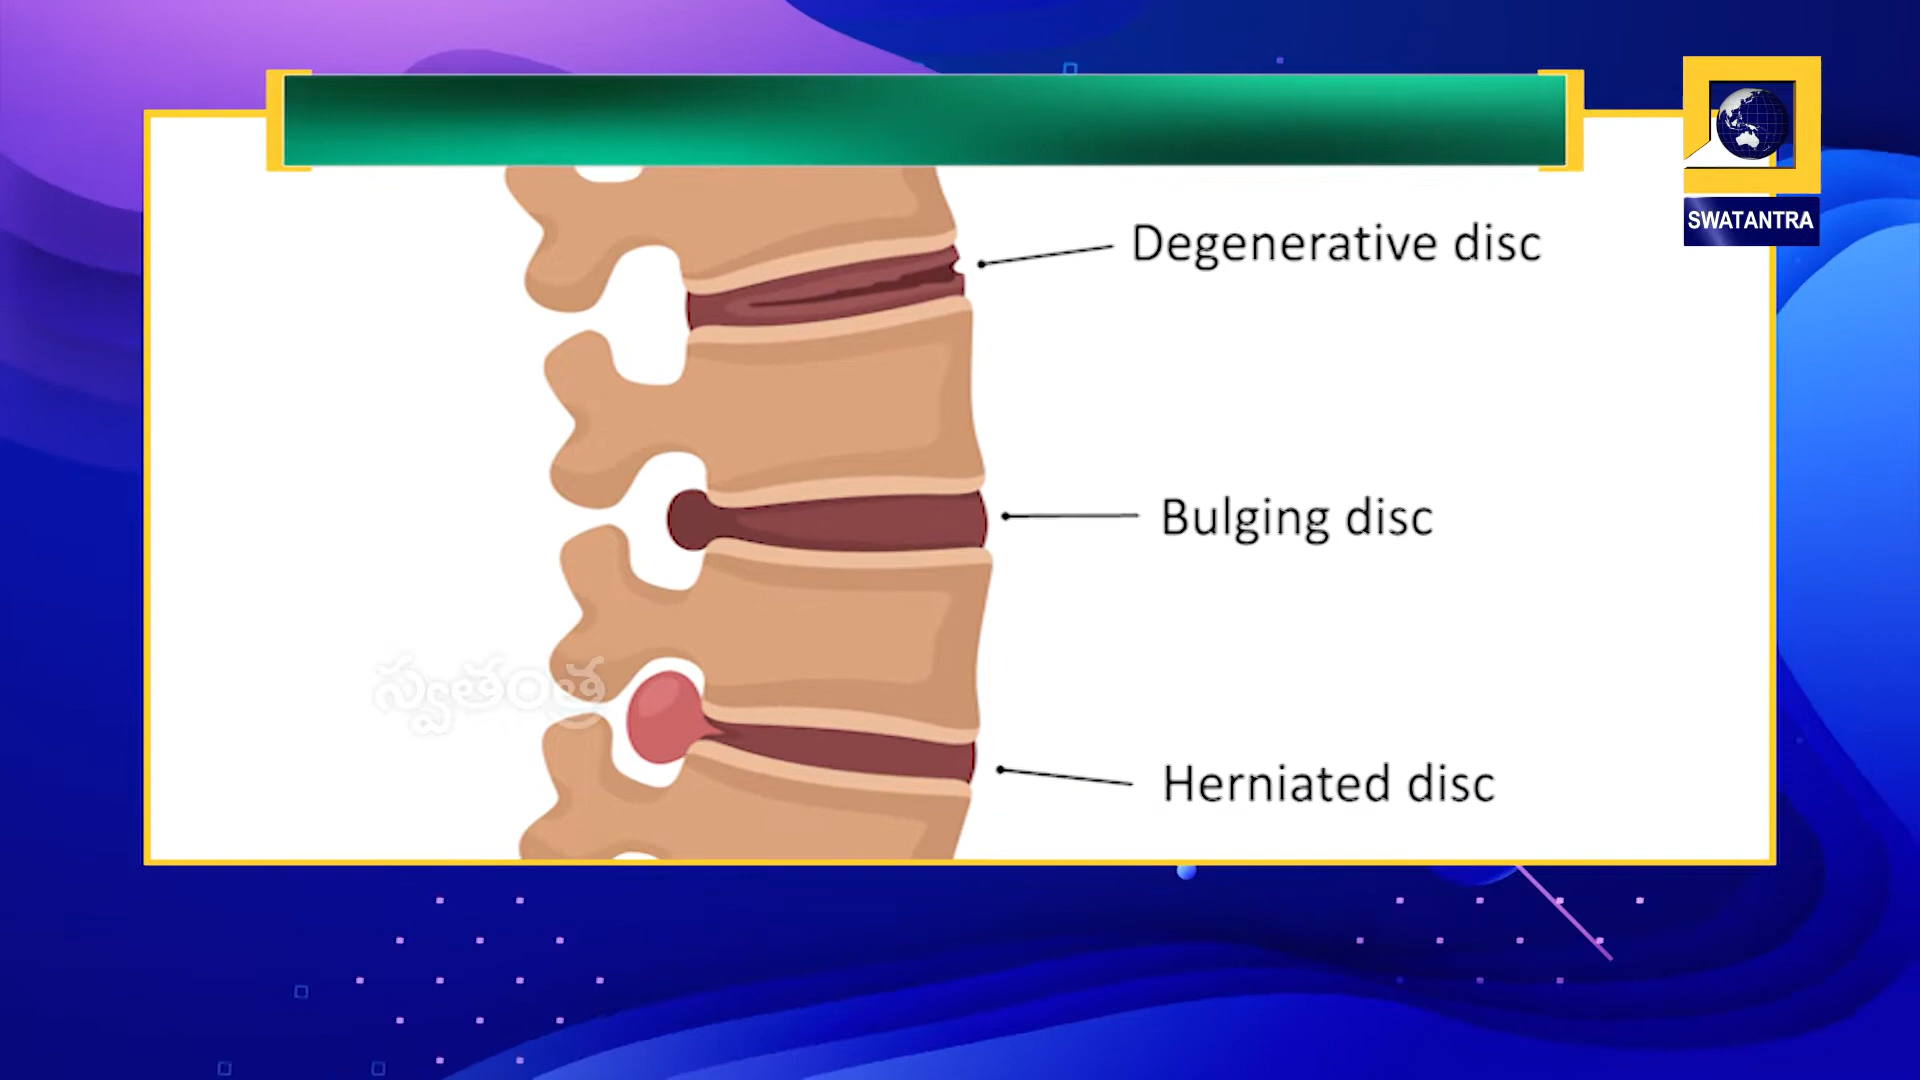 SWATANTRA
Degenerative disc
Bulging disc
స్వతంత్ర
Herniated disc